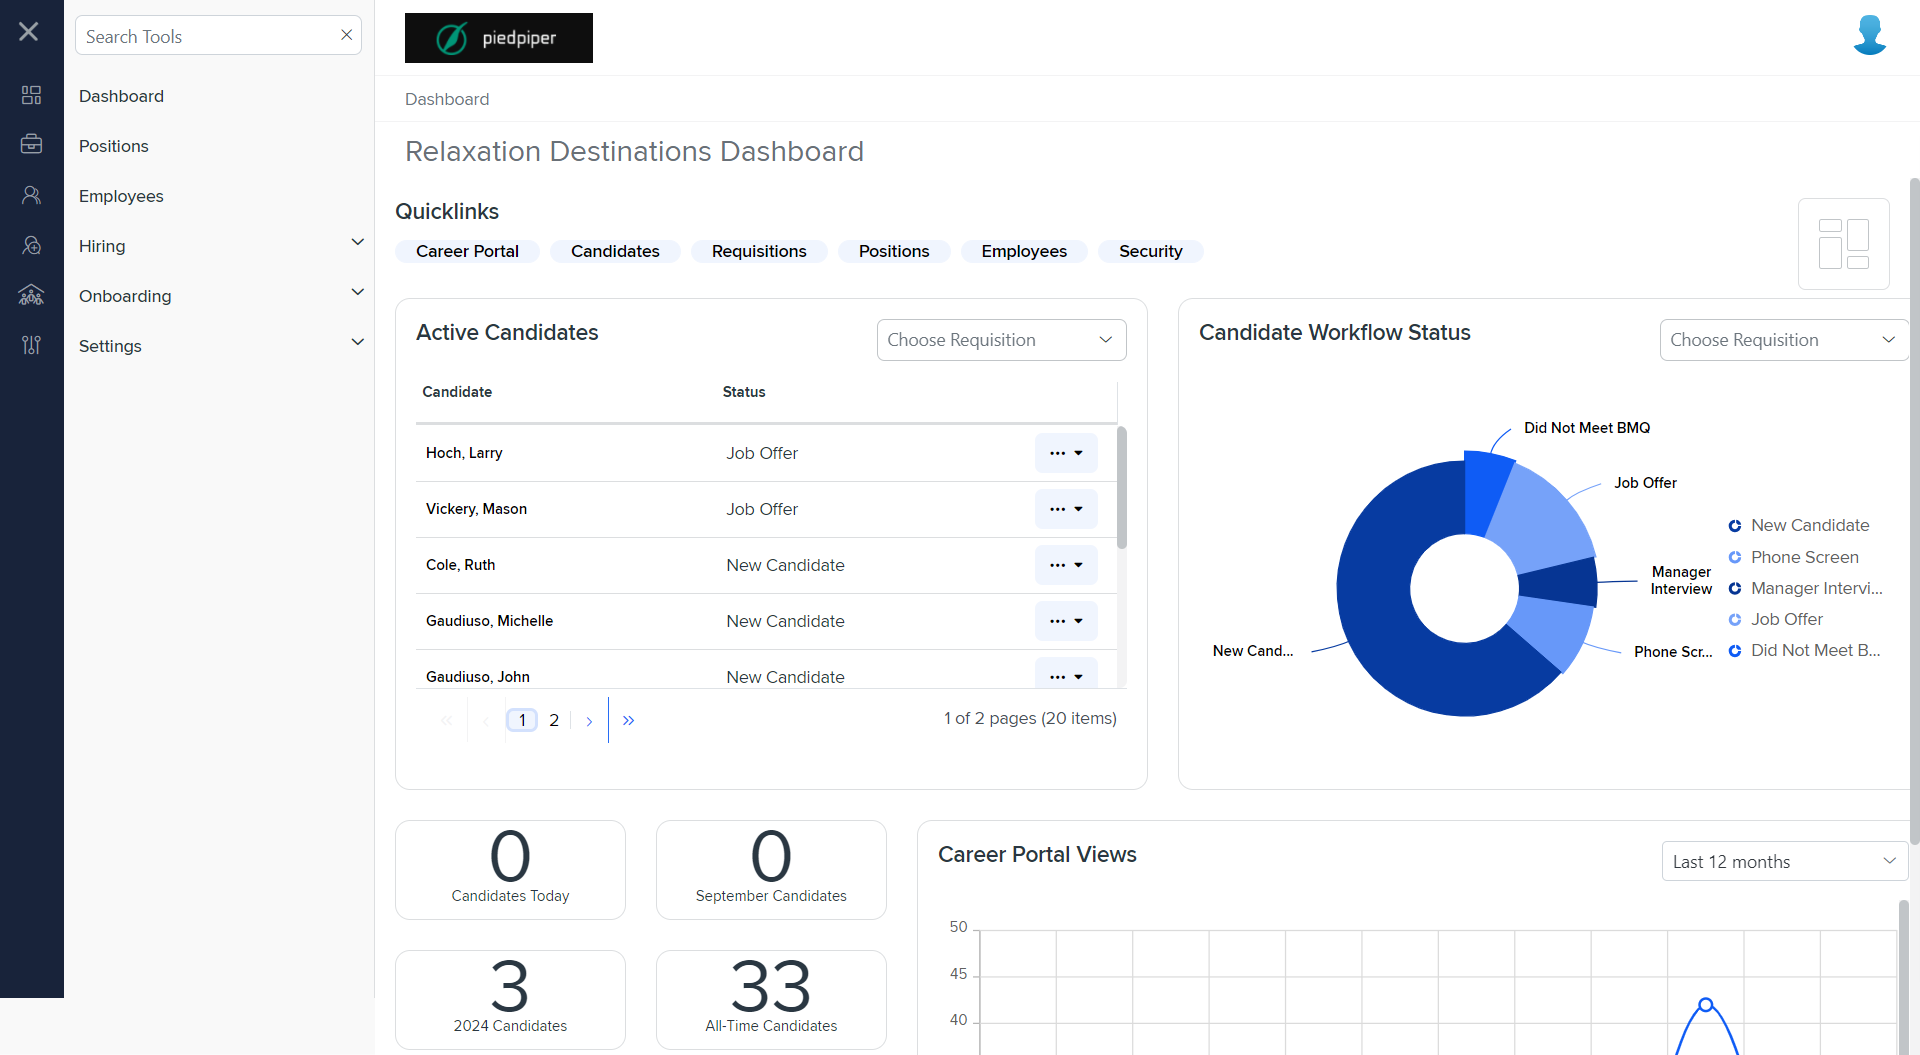 Search Tools
Dashboard
Positions
Employees
Hiring
Onboarding
Settings
piedpiper
Dashboard
Relaxation Destinations Dashboard
Quicklinks
Career Portal
Candidates
Requisitions
Positions
Employees
Security
Active Candidates
Choose Requisition
Candidate Status
Hoch, Larry Job Offer
Vickery, Mason Job Offer
Cole, Ruth New Candidate
Gaudiuso, Michelle New Candidate
Gaudiuso, John New Candidate
1 2
1 of 2 pages (20 items)
Candidate Workflow Status
Choose Requisition
Did Not Meet BMQ
Job Offer
Manager
Interview
Phone Scr...
New Cand...
New Candidate
Phone Screen
Manager Intervi...
Job Offer
Did Not Meet B...
0
Candidates Today
0
September Candidates
3
2024 Candidates
33
All-Time Candidates
Career Portal Views
Last 12 months
50
45
40